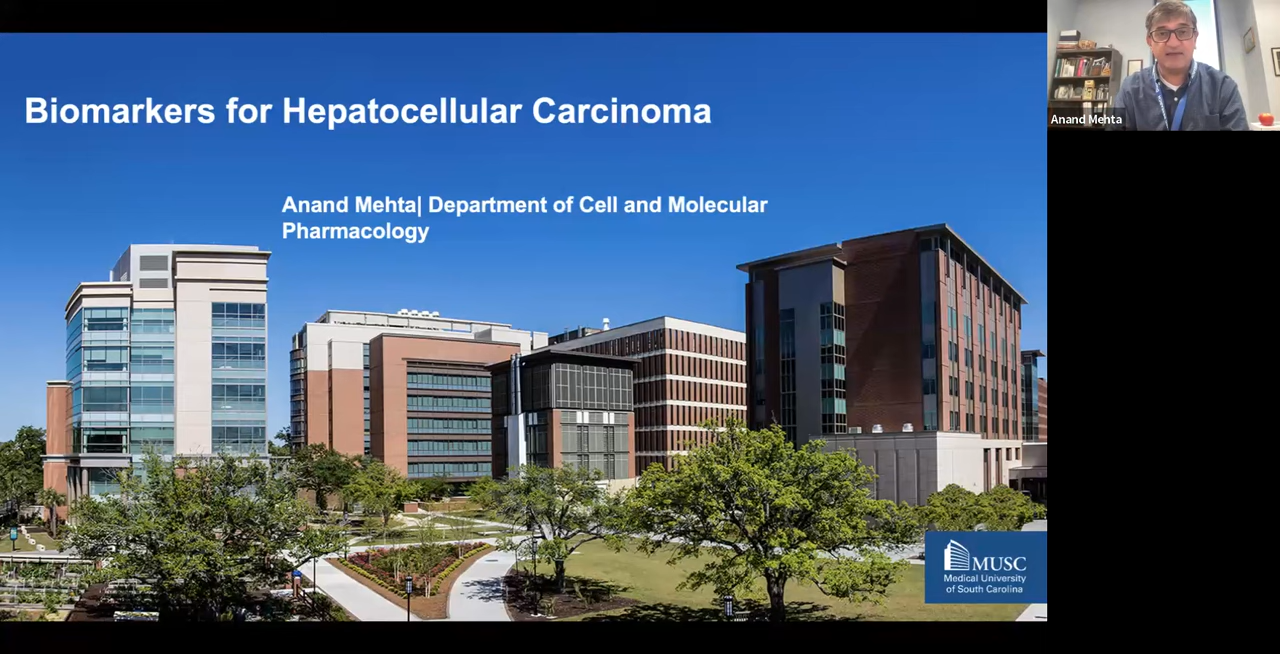 Biomarkers for Hepatocellular Carcinoma
Anand Mehta
Anand Mehta| Department of Cell and Molecular
Pharmacology
MUSC
Medical University
of South Carolina